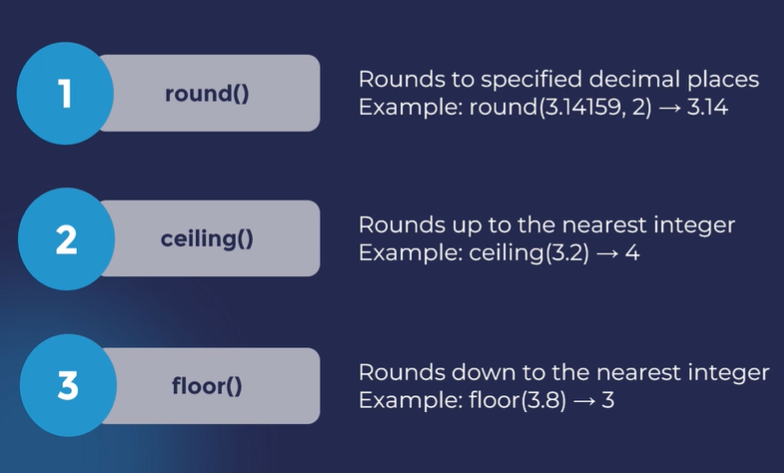 1
round()
Rounds to specified decimal places
Example: round(3.14159, 2) → 3.14
2
ceiling()
Rounds up to the nearest integer
Example: ceiling(3.2) → 4
3
floor()
Rounds down to the nearest integer
Example: floor(3.8) → 3